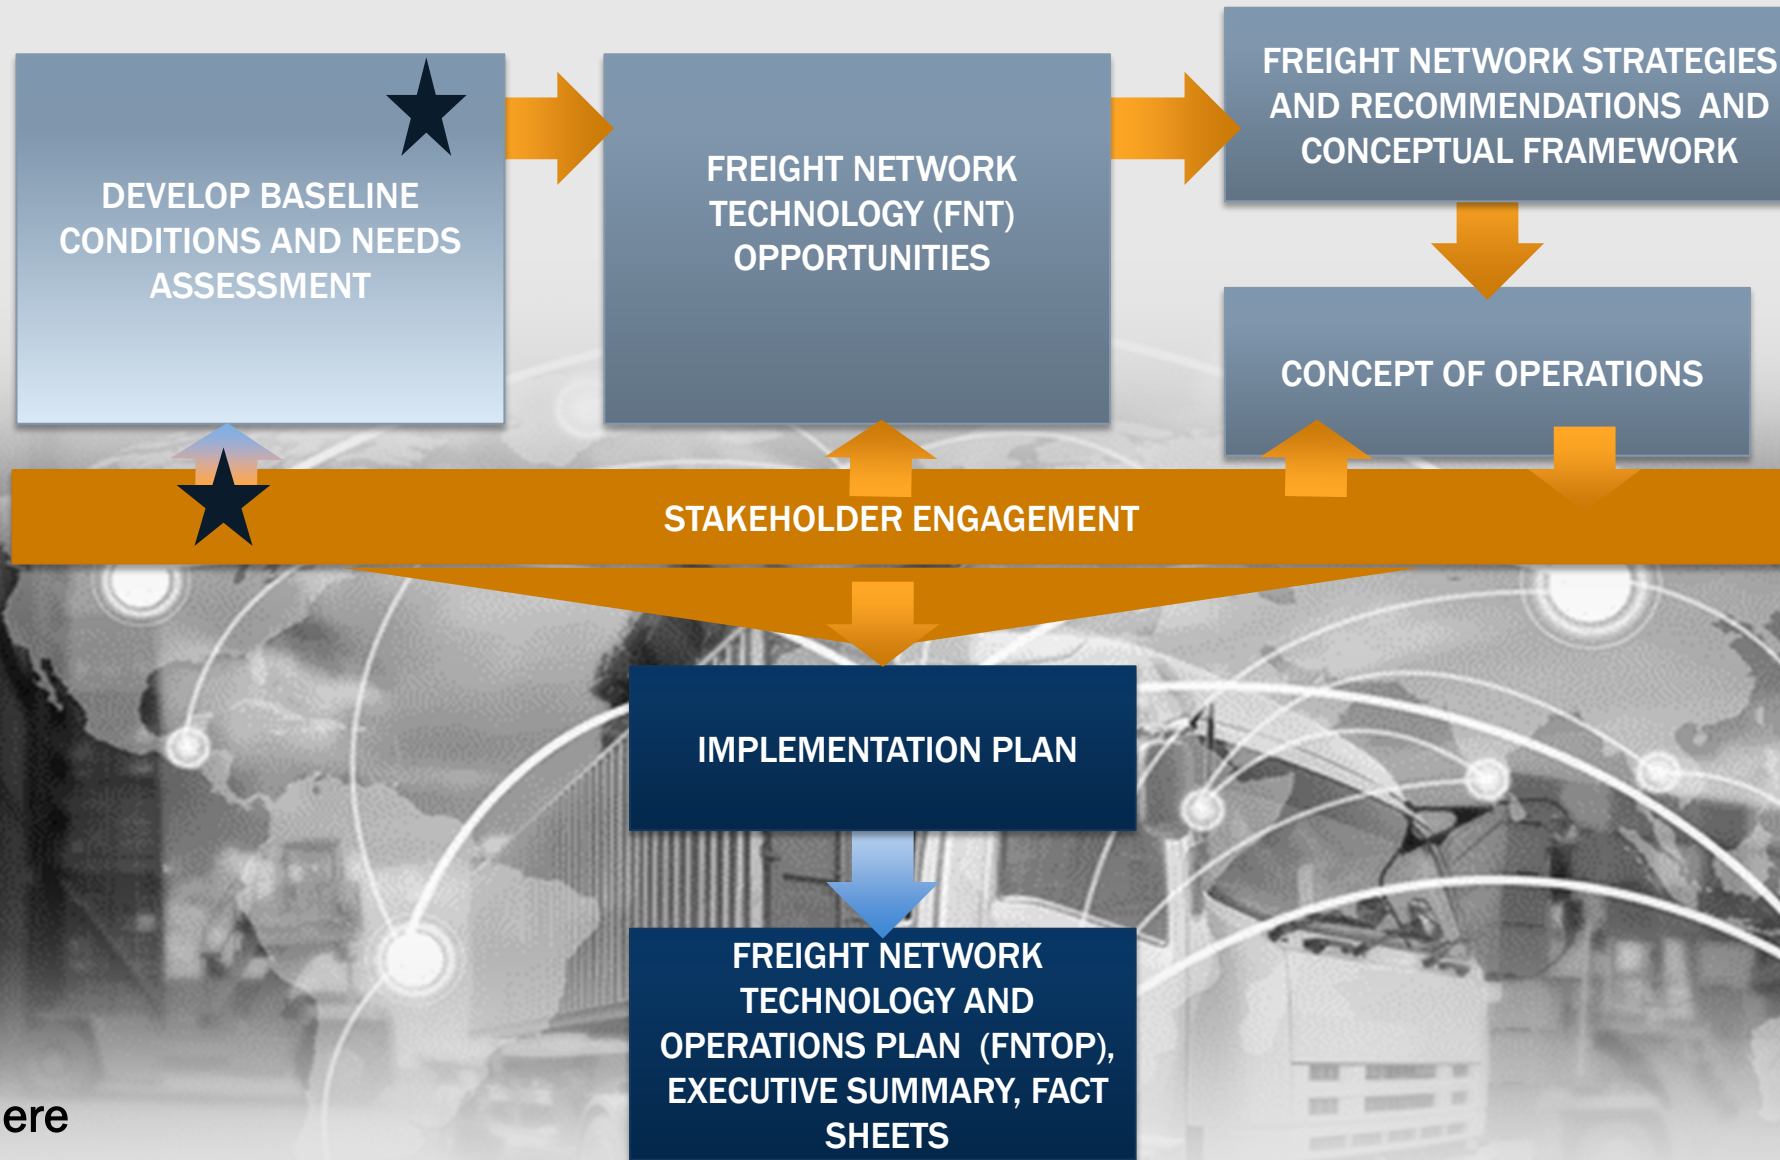 DEVELOP BASELINE
CONDITIONS AND NEEDS
ASSESSMENT
FREIGHT NETWORK
TECHNOLOGY (FNT)
OPPORTUNITIES
FREIGHT NETWORK STRATEGIES
AND RECOMMENDATIONS AND
CONCEPTUAL FRAMEWORK
CONCEPT OF OPERATIONS
STAKEHOLDER ENGAGEMENT
IMPLEMENTATION PLAN
FREIGHT NETWORK
TECHNOLOGY AND
OPERATIONS PLAN (FNTOP),
EXECUTIVE SUMMARY, FACT
SHEETS
ere